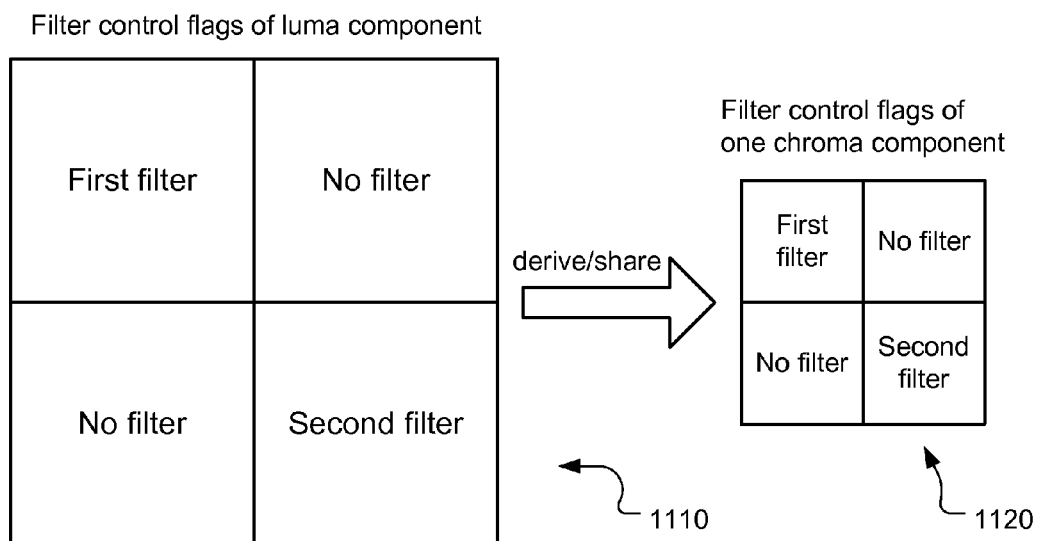 Filter control flags of luma component
First filter
No filter
No filter
Second filter
derive/share
Filter control flags of
one chroma component
First
filter
No filter
No filter
Second
filter
1110
1120